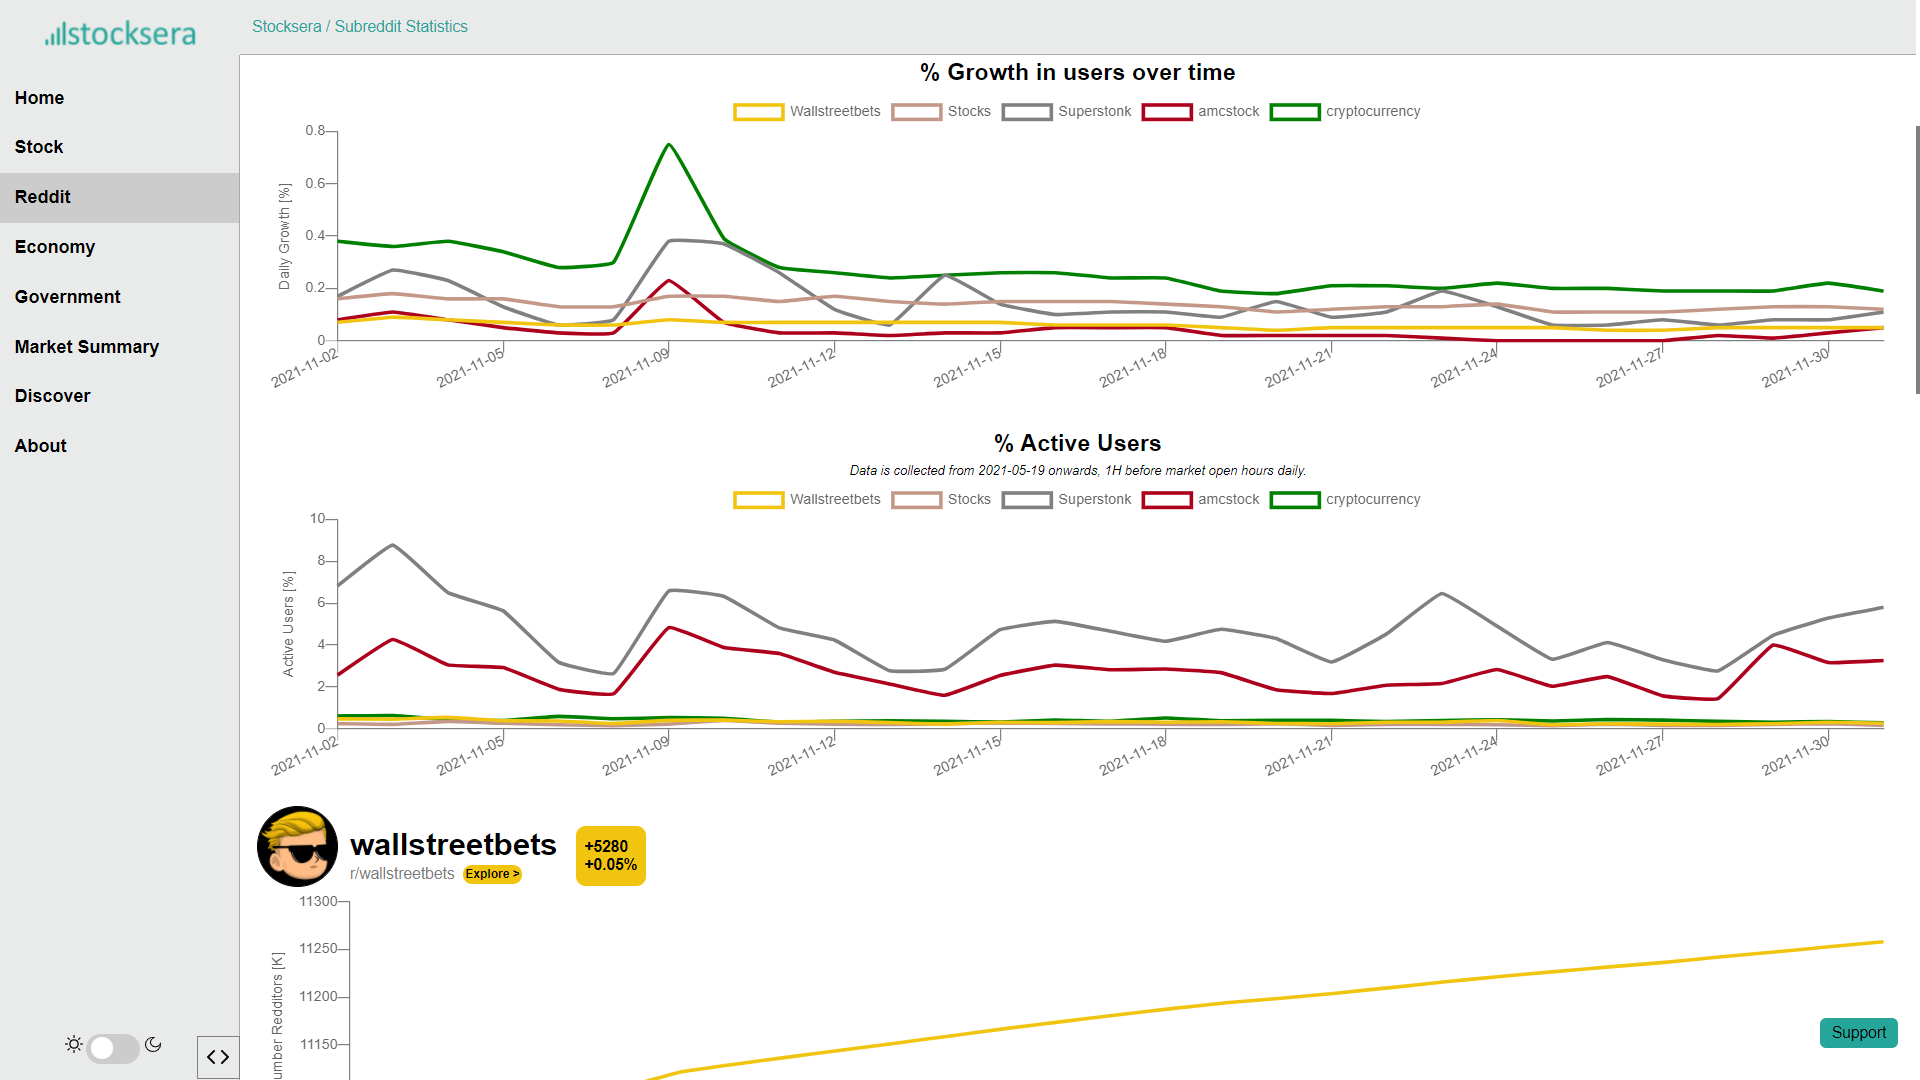 stocksera
Stocksera / Subreddit Statistics
Home
Stock
Reddit
Economy
Government
Market Summary
Discover
About
% Growth in users over time
Wallstreetbets Stocks Superstonk amcstock cryptocurrency
Daily Growth [%]
0.8
0.6
0.4
0.2
0
2021-11-02 2021-11-05 2021-11-09 2021-11-12 2021-11-15 2021-11-18 2021-11-21 2021-11-24 2021-11-27 2021-11-30
% Active Users
Data is collected from 2021-05-19 onwards, 1H before market open hours daily.
Wallstreetbets Stocks Superstonk amcstock cryptocurrency
Active Users [%]
10
8
6
4
2
0
2021-11-02 2021-11-05 2021-11-09 2021-11-12 2021-11-15 2021-11-18 2021-11-21 2021-11-24 2021-11-27 2021-11-30
wallstreetbets
r/wallstreetbets Explore >
+5280
+0.05%
umber Redditors [K]
11300
11250
11200
11150
Support